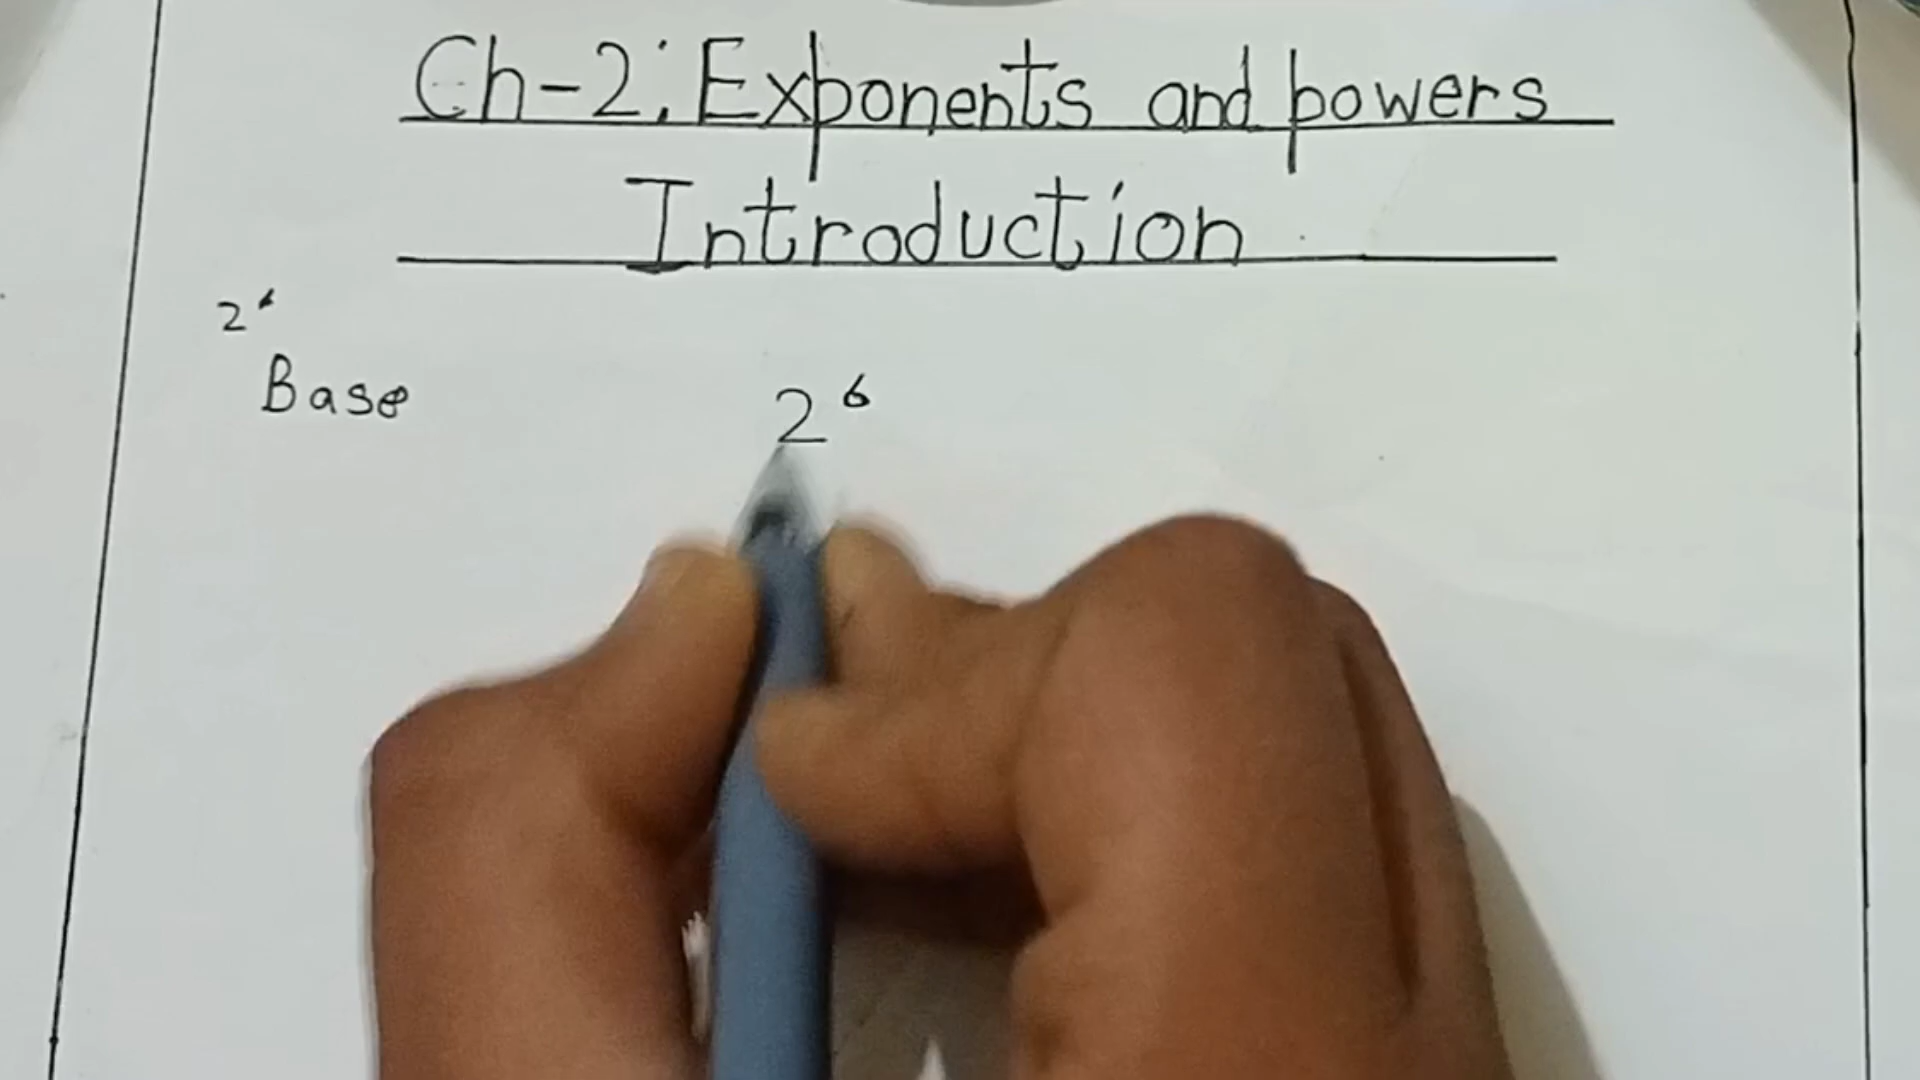 Ch-2: Exponents and powers
Introduction
2⁶
Base
2⁶